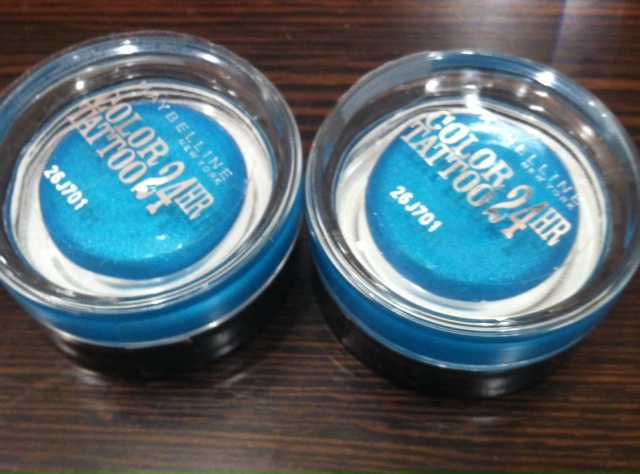 MAYBELLINE
NEW YORK
COLOR
TATTOO 24HR
26J701
MAYBELLINE
NEW YORK
COLOR
TATTOO 24HR
26J701